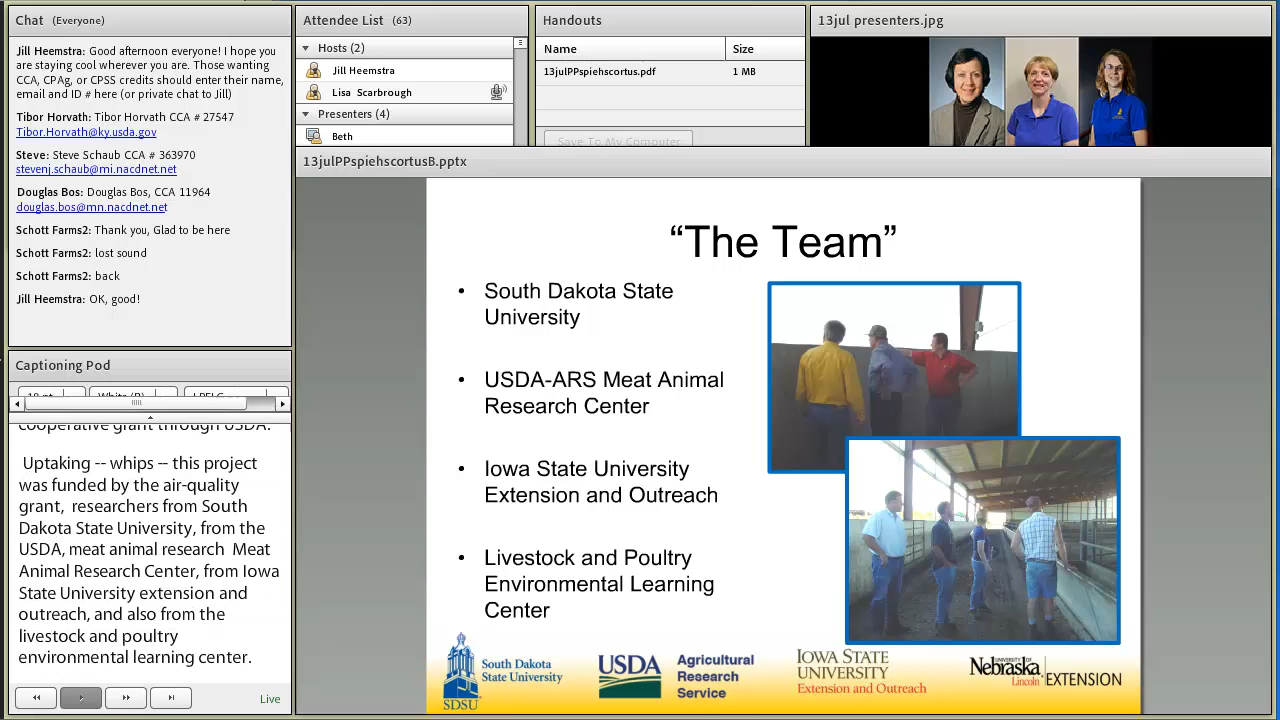 Chat (Everyone)
Jill Heemstra: Good afternoon everyone! I hope you
are staying cool wherever you are. Those wanting
CCA, CPAg, or CPSS credits should enter their name,
email and ID # here (or private chat to Jill)
Tibor Horvath: Tibor Horvath CCA # 27547
Tibor.Horvath@ky.usda.gov
Steve: Steve Schaub CCA # 363970
stevenj.schaub@mi.nacdnet.net
Douglas Bos: Douglas Bos, CCA 11964
douglas.bos@mn.nacdnet.net
Schott Farms2: Thank you, Glad to be here
Schott Farms2: lost sound
Schott Farms2: back
Jill Heemstra: OK, good!
Captioning Pod
cooperative grant through USDA.
Uptaking -- whips -- this project
was funded by the air-quality
grant, researchers from South
Dakota State University, from the
USDA, meat animal research Meat
Animal Research Center, from Iowa
State University extension and
outreach, and also from the
livestock and poultry
environmental learning center.
Live
Attendee List (63)
Hosts (2)
Jill Heemstra
Lisa Scarbrough
Presenters (4)
Beth
Handouts
Name Size
13julPPspiehscortus.pdf 1 MB
Save To My Computer
13jul presenters.jpg
13julPPspiehscortusB.pptx
“The Team”
• South Dakota State
University
• USDA-ARS Meat Animal
Research Center
• Iowa State University
Extension and Outreach
• Livestock and Poultry
Environmental Learning
Center
SDSU
South Dakota
State University
USDA
Agricultural
Research
Service
IOWA STATE
UNIVERSITY
Extension and Outreach
UNIVERSITY OF
Nebraska
Lincoln
EXTENSION